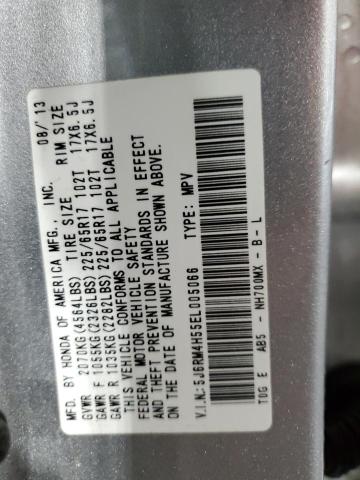 MFD. BY HONDA OF AMERICA MFG., INC. 08/'13
GVWR 2070KG(4564LBS) TIRE SIZE RIM SIZE
GAWR F 1055KG(2326LBS) 225/65R17 102T 17X6.5J
GAWR R 1035KG(2282LBS) 225/65R17 102T 17X6.5J
THIS VEHICLE CONFORMS TO ALL APPLICABLE
FEDERAL MOTOR VEHICLE SAFETY
AND THEFT PREVENTION STANDARDS IN EFFECT
ON THE DATE OF MANUFACTURE SHOWN ABOVE.
V.I.N.: 5J6RM4H55EL005066 TYPE: MPV
T0G E AB5 - NH700MX - B - L